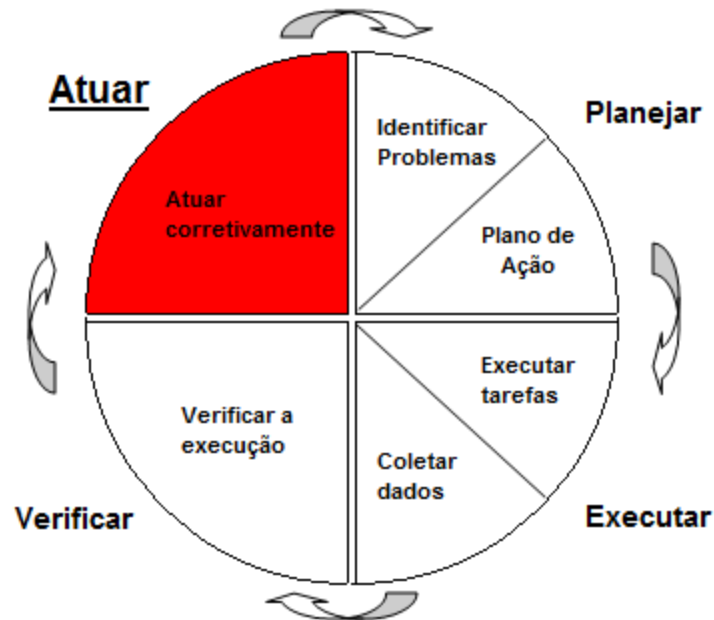 Atuar
Planejar
Identificar
Problemas
Plano de
Ação
Atuar
corretivamente
Executar
tarefas
Coletar
dados
Verificar a
execução
Verificar
Executar